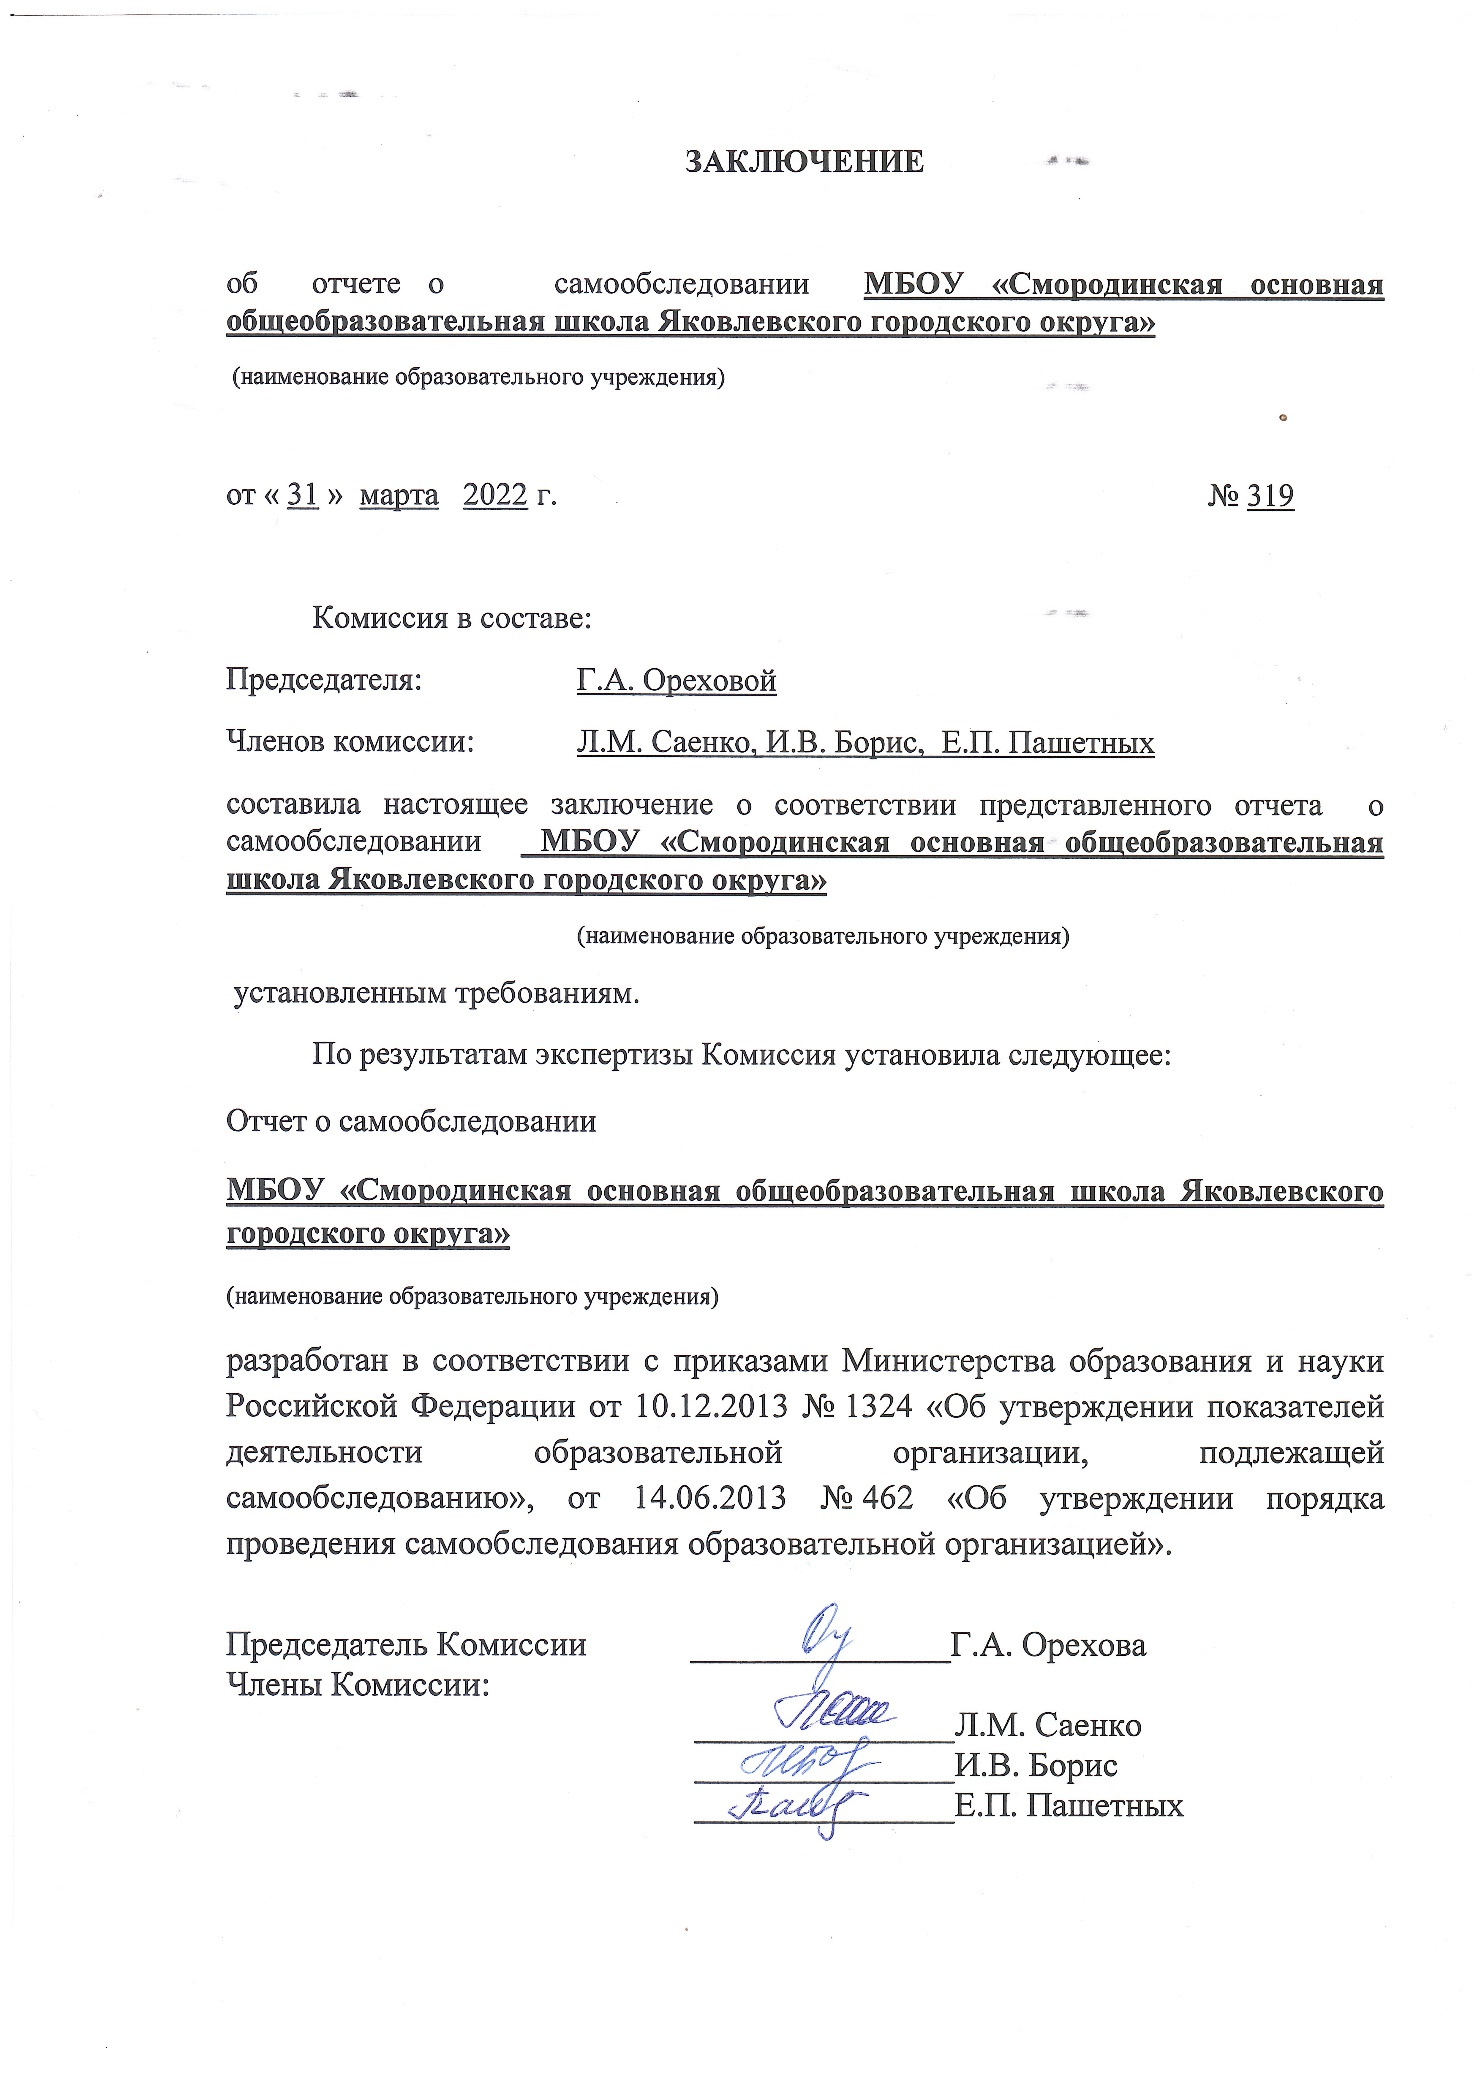 ЗАКЛЮЧЕНИЕ
об отчете о самообследовании МБОУ «Смородинская основная
общеобразовательная школа Яковлевского городского округа»
(наименование образовательного учреждения)
от « 31 » марта 2022 г. № 319
Комиссия в составе:
Председателя: Г.А. Ореховой
Членов комиссии: Л.М. Саенко, И.В. Борис, Е.П. Пашетных
составила настоящее заключение о соответствии представленного отчета о
самообследовании МБОУ «Смородинская основная общеобразовательная
школа Яковлевского городского округа»
(наименование образовательного учреждения)
установленным требованиям.
По результатам экспертизы Комиссия установила следующее:
Отчет о самообследовании
МБОУ «Смородинская основная общеобразовательная школа Яковлевского
городского округа»
(наименование образовательного учреждения)
разработан в соответствии с приказами Министерства образования и науки
Российской Федерации от 10.12.2013 № 1324 «Об утверждении показателей
деятельности образовательной организации, подлежащей
самообследованию», от 14.06.2013 № 462 «Об утверждении порядка
проведения самообследования образовательной организацией».
Председатель Комиссии Г.А. Орехова
Члены Комиссии:
Л.М. Саенко
И.В. Борис
Е.П. Пашетных